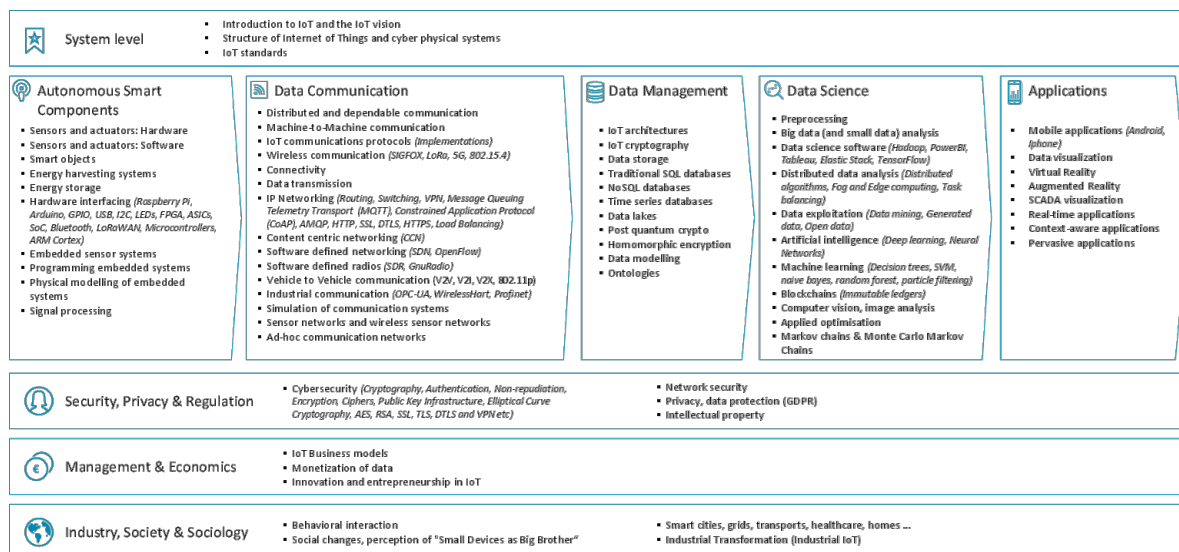 System level
Introduction to IoT and the IoT vision
Structure of Internet of Things and cyber physical systems
IoT standards
Autonomous Smart
Components
Sensors and actuators: Hardware
Sensors and actuators: Software
Smart objects
Energy harvesting systems
Energy storage
Hardware interfacing (Raspberry Pi,
Arduino, GPIO, USB, I2C, LEDs, FPGA, ASICs,
SoC, Bluetooth, LoRaWAN, Microcontrollers,
ARM Cortex)
Embedded sensor systems
Programming embedded systems
Physical modelling of embedded
systems
Signal processing
Data Communication
Distributed and dependable communication
Machine-to-Machine communication
IoT communications protocols (Implementations)
Wireless communication (SIGFOX, LoRa, 5G, 802.15.4)
Connectivity
Data transmission
IP Networking (Routing, Switching, VPN, Message Queuing
Telemetry Transport (MQTT), Constrained Application Protocol
(CoAP), AMQP, HTTP, SSL, DTLS, HTTPS, Load Balancing)
Content centric networking (CCN)
Software defined networking (SDN, OpenFlow)
Software defined radios (SDR, GnuRadio)
Vehicle to Vehicle communication (V2V, V2I, V2X, 802.11p)
Industrial communication (OPC-UA, WirelessHart, Profinet)
Simulation of communication systems
Sensor networks and wireless sensor networks
Ad-hoc communication networks
Data Management
IoT architectures
IoT cryptography
Data storage
Traditional SQL databases
NoSQL databases
Time series databases
Data lakes
Post quantum crypto
Homomorphic encryption
Data modelling
Ontologies
Data Science
Preprocessing
Big data (and small data) analysis
Data science software (Hadoop, PowerBI,
Tableau, Elastic Stack, TensorFlow)
Distributed data analysis (Distributed
algorithms, Fog and Edge computing, Task
balancing)
Data exploitation (Data mining, Generated
data, Open data)
Artificial intelligence (Deep learning, Neural
Networks)
Machine learning (Decision trees, SVM,
naive bayes, random forest, particle filtering)
Blockchains (Immutable ledgers)
Computer vision, image analysis
Applied optimisation
Markov chains & Monte Carlo Markov
Chains
Applications
Mobile applications (Android,
Iphone)
Data visualization
Virtual Reality
Augmented Reality
SCADA visualization
Real-time applications
Context-aware applications
Pervasive applications
Security, Privacy & Regulation
Cybersecurity (Cryptography, Authentication, Non-repudiation,
Encryption, Ciphers, Public Key Infrastructure, Elliptical Curve
Cryptography, AES, RSA, SSL, TLS, DTLS and VPN etc)
Network security
Privacy, data protection (GDPR)
Intellectual property
€
Management & Economics
IoT Business models
Monetization of data
Innovation and entrepreneurship in IoT
Industry, Society & Sociology
Behavioral interaction
Social changes, perception of "Small Devices as Big Brother"
Smart cities, grids, transports, healthcare, homes ...
Industrial Transformation (Industrial IoT)